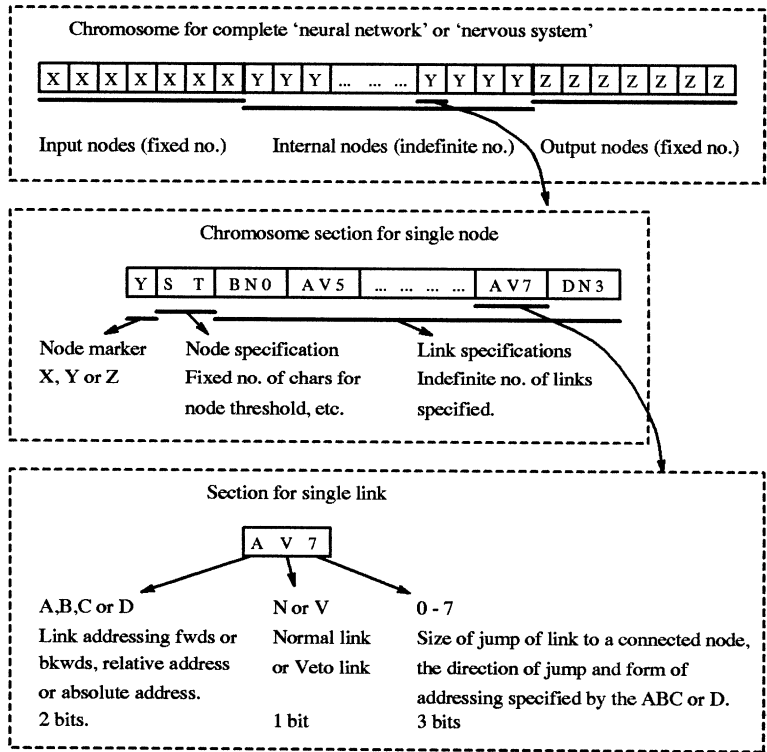 Chromosome for complete ‘neural network’ or ‘nervous system’
X X X X X X X Y Y Y ... ... ... Y Y Y Y Z Z Z Z Z Z Z
Input nodes (fixed no.) Internal nodes (indefinite no.) Output nodes (fixed no.)
Chromosome section for single node
Y S T B N 0 A V 5 ... ... ... ... A V 7 D N 3
Node marker
X, Y or Z
Node specification
Fixed no. of chars for
node threshold, etc.
Link specifications
Indefinite no. of links
specified.
Section for single link
A V 7
A,B,C or D
Link addressing fwds or
bkwds, relative address
or absolute address.
2 bits.
N or V
Normal link
or Veto link
1 bit
0 - 7
Size of jump of link to a connected node,
the direction of jump and form of
addressing specified by the ABC or D.
3 bits